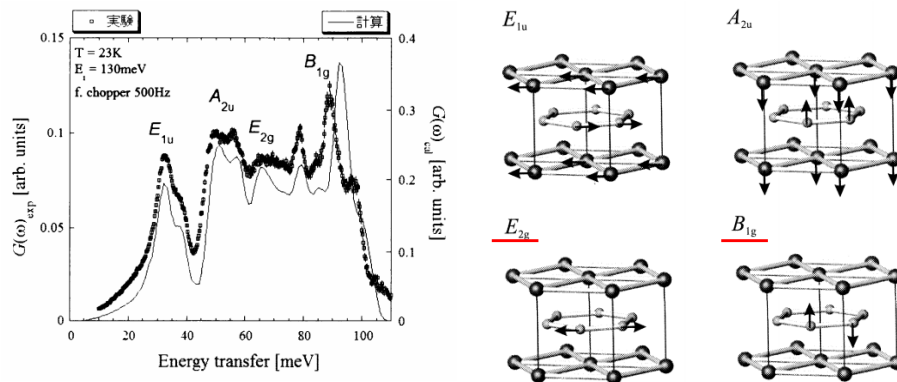 実験
計算
T = 23K
E_i = 130meV
f. chopper 500Hz
E_1u
A_2u
E_2g
B_1g
0.15
0.10
0.05
0
G(ω)_exp [arb. units]
0.4
0.3
0.2
0.1
0
G(ω)_cal [arb. units]
0
20
40
60
80
100
Energy transfer [meV]
E_1u
A_2u
E_2g
B_1g